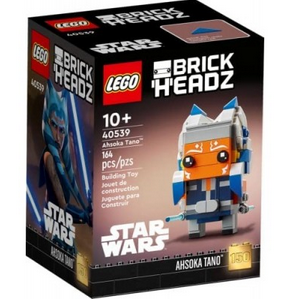 LEGO
BRICK
HEADZ
10+
40539
Ahsoka Tano™
164
pcs/pzs
Building Toy
Jouet de
construction
Juguete para
Construir
STAR
WARS
AHSOKA TANO™
150
LEGO
BRICK
HEADZ
STAR
WARS